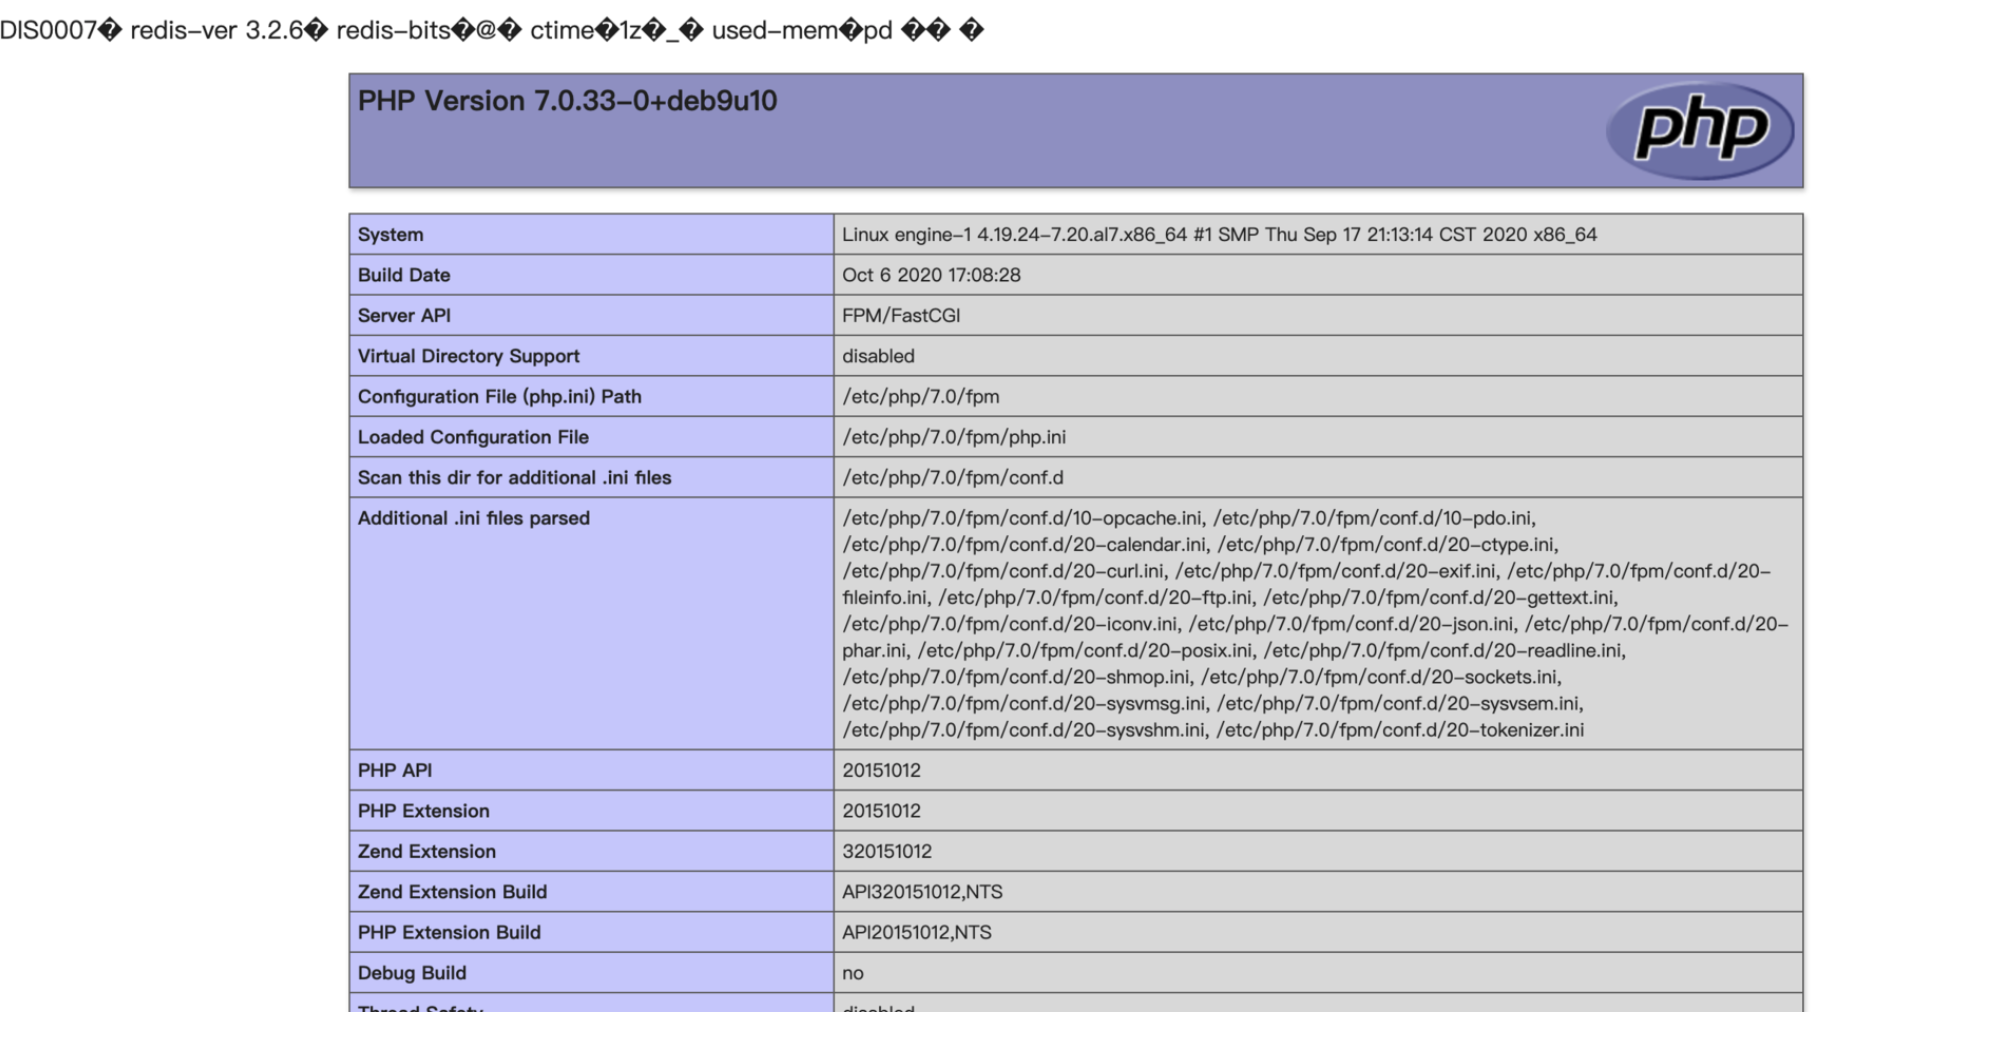 DIS0007� redis-ver 3.2.6� redis-bits�@� ctime�1z�_� used-mem�pd �� �
PHP Version 7.0.33-0+deb9u10
php
System Linux engine-1 4.19.24-7.20.al7.x86_64 #1 SMP Thu Sep 17 21:13:14 CST 2020 x86_64
Build Date Oct 6 2020 17:08:28
Server API FPM/FastCGI
Virtual Directory Support disabled
Configuration File (php.ini) Path /etc/php/7.0/fpm
Loaded Configuration File /etc/php/7.0/fpm/php.ini
Scan this dir for additional .ini files /etc/php/7.0/fpm/conf.d
Additional .ini files parsed /etc/php/7.0/fpm/conf.d/10-opcache.ini, /etc/php/7.0/fpm/conf.d/10-pdo.ini,
/etc/php/7.0/fpm/conf.d/20-calendar.ini, /etc/php/7.0/fpm/conf.d/20-ctype.ini,
/etc/php/7.0/fpm/conf.d/20-curl.ini, /etc/php/7.0/fpm/conf.d/20-exif.ini, /etc/php/7.0/fpm/conf.d/20-
fileinfo.ini, /etc/php/7.0/fpm/conf.d/20-ftp.ini, /etc/php/7.0/fpm/conf.d/20-gettext.ini,
/etc/php/7.0/fpm/conf.d/20-iconv.ini, /etc/php/7.0/fpm/conf.d/20-json.ini, /etc/php/7.0/fpm/conf.d/20-
phar.ini, /etc/php/7.0/fpm/conf.d/20-posix.ini, /etc/php/7.0/fpm/conf.d/20-readline.ini,
/etc/php/7.0/fpm/conf.d/20-shmop.ini, /etc/php/7.0/fpm/conf.d/20-sockets.ini,
/etc/php/7.0/fpm/conf.d/20-sysvmsg.ini, /etc/php/7.0/fpm/conf.d/20-sysvsem.ini,
/etc/php/7.0/fpm/conf.d/20-sysvshm.ini, /etc/php/7.0/fpm/conf.d/20-tokenizer.ini
PHP API 20151012
PHP Extension 20151012
Zend Extension 320151012
Zend Extension Build API320151012,NTS
PHP Extension Build API20151012,NTS
Debug Build no
Thread Safety disabled